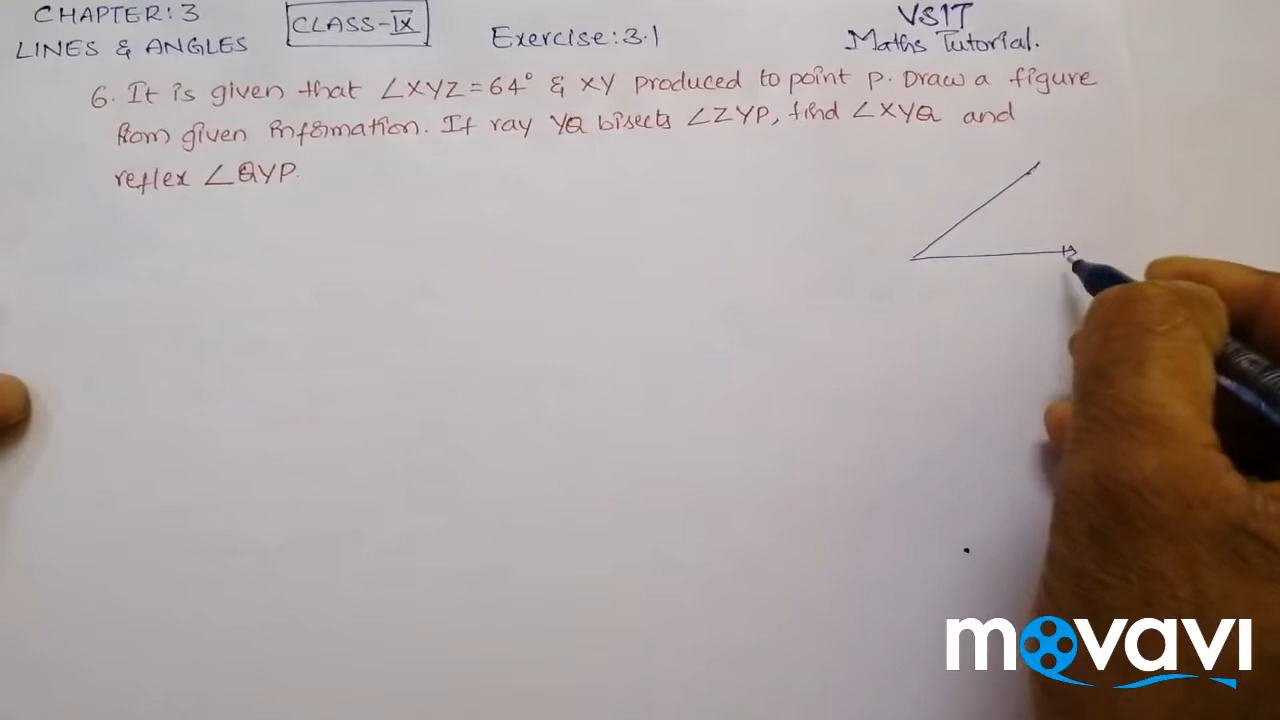 CHAPTER: 3
LINES & ANGLES
CLASS-IX
Exercise: 3.1
VSIT
Maths Tutorial.
6. It is given that ∠XYZ = 64° & XY produced to point P. Draw a figure
from given information. If ray YQ bisects ∠ZYP, find ∠XYQ and
reflex ∠QYP.
movavi